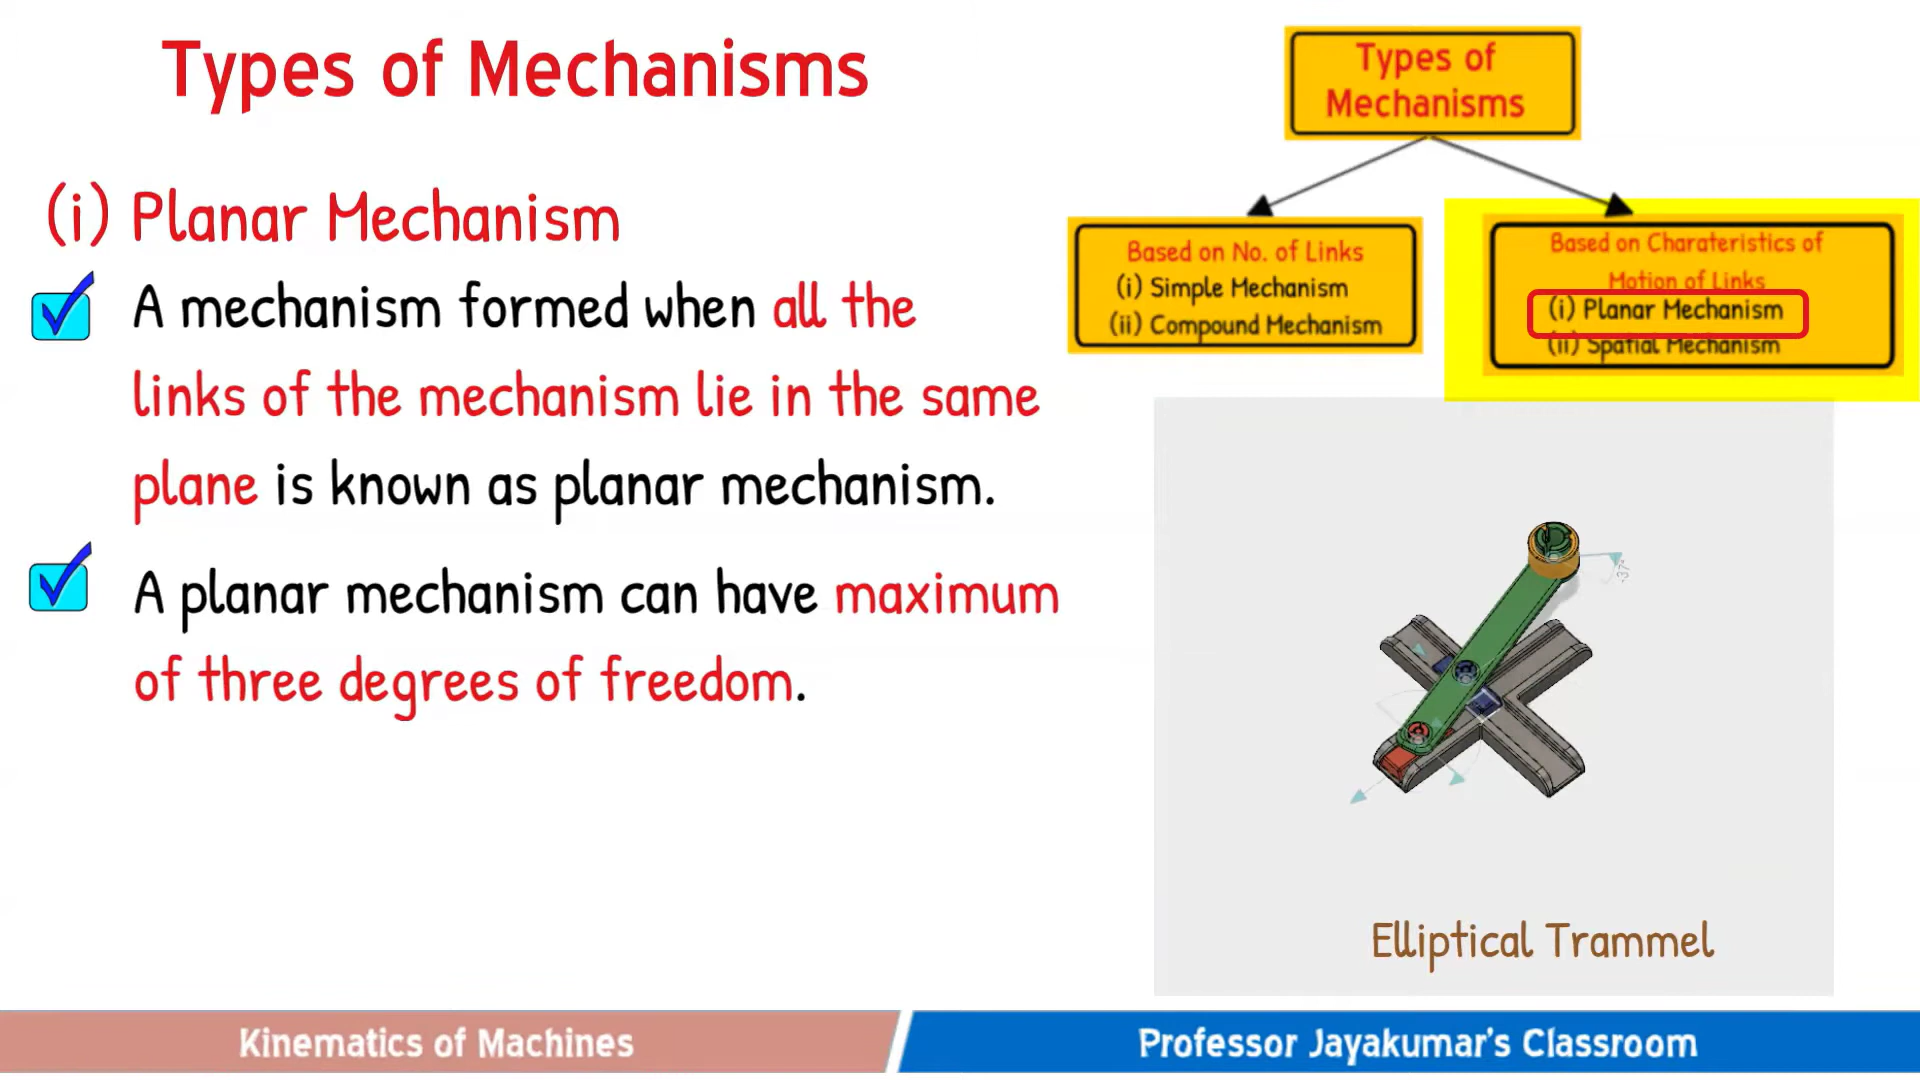 Types of Mechanisms
(i) Planar Mechanism
A mechanism formed when all the
links of the mechanism lie in the same
plane is known as planar mechanism.
A planar mechanism can have maximum
of three degrees of freedom.
Types of
Mechanisms
Based on No. of Links
(i) Simple Mechanism
(ii) Compound Mechanism
Based on Charateristics of
Motion of Links
(i) Planar Mechanism
(ii) Spatial Mechanism
Elliptical Trammel
Kinematics of Machines
Professor Jayakumar's Classroom